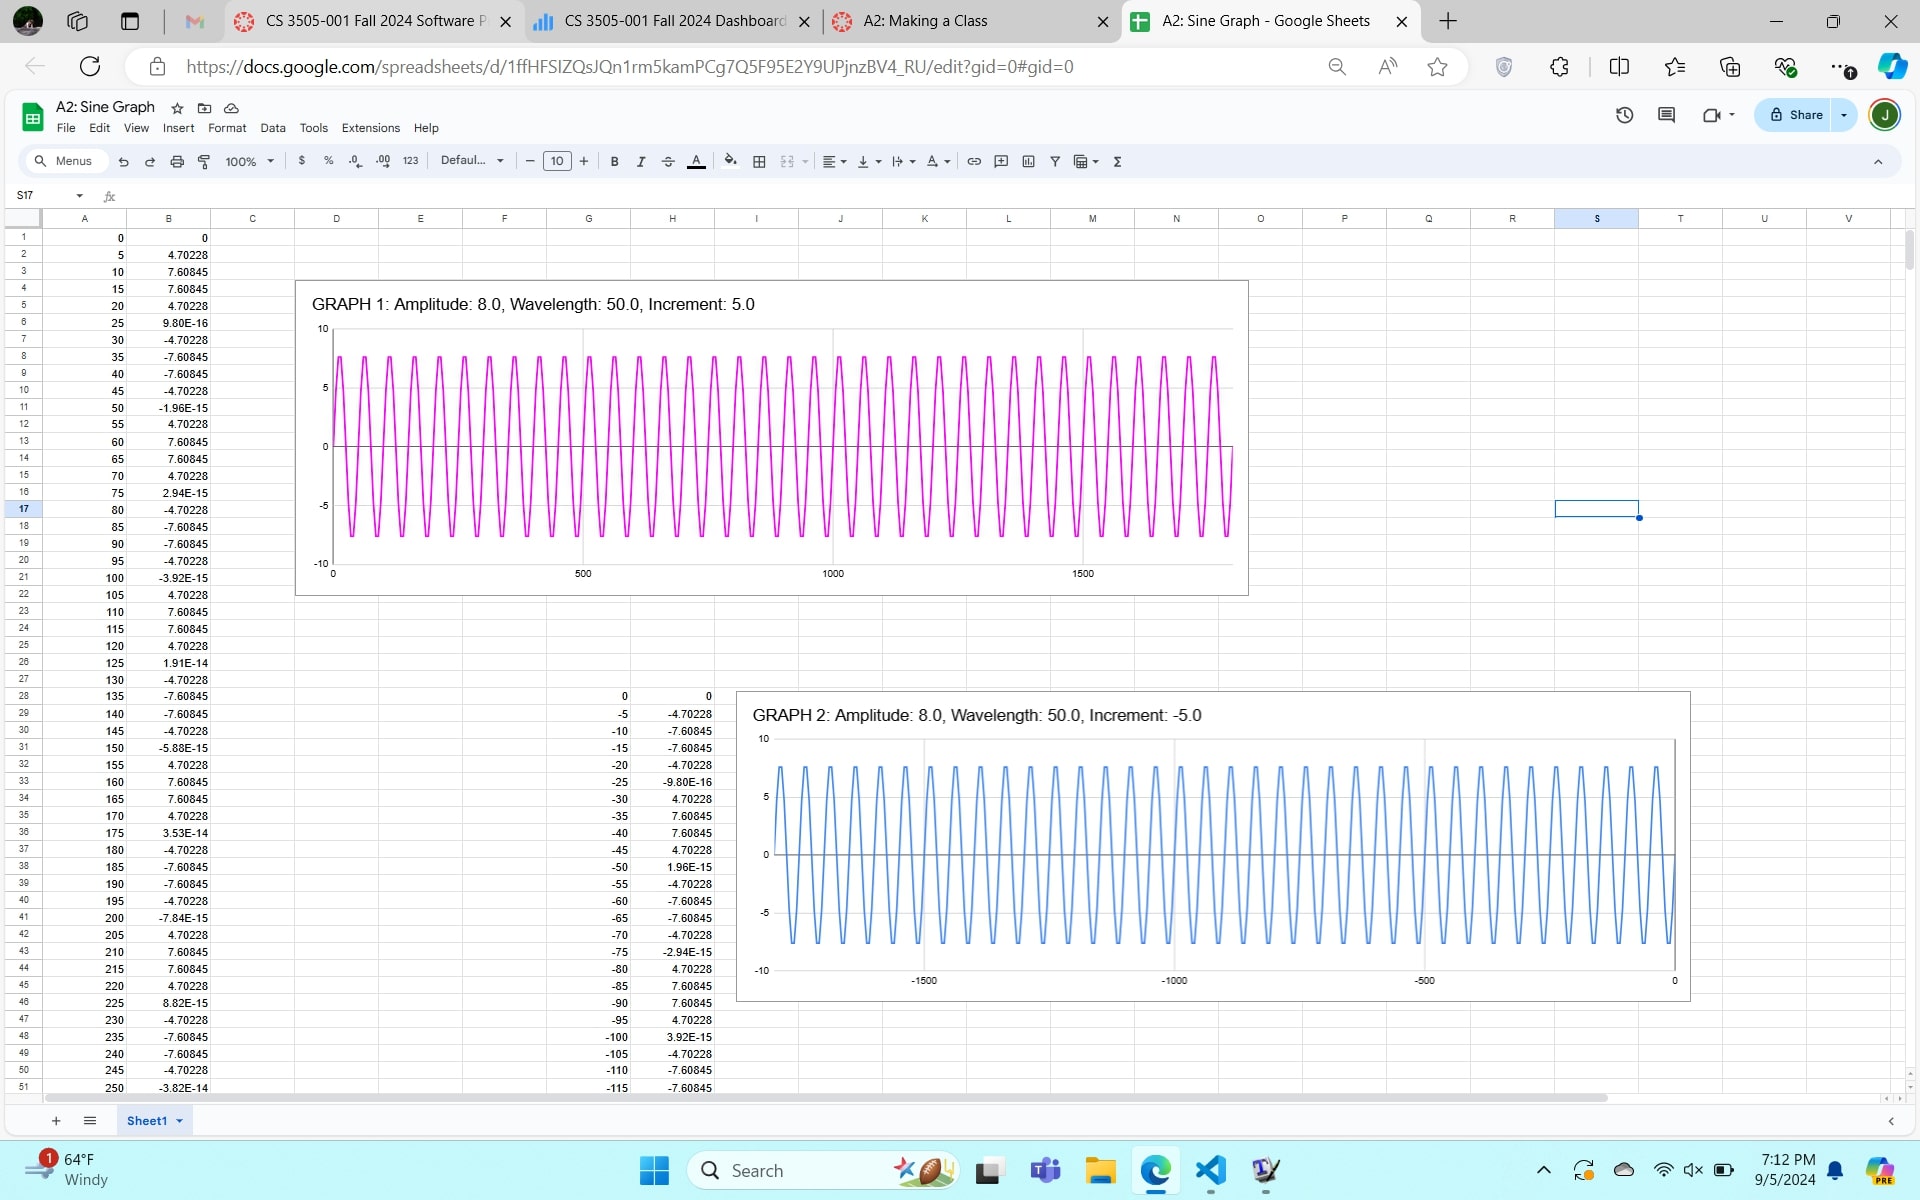 CS 3505-001 Fall 2024 Software P
CS 3505-001 Fall 2024 Dashboard
A2: Making a Class
A2: Sine Graph - Google Sheets
https://docs.google.com/spreadsheets/d/1ffHFSIZQsJQn1rm5kamPCg7Q5F95E2Y9UPjnzBV4_RU/edit?gid=0#gid=0
A2: Sine Graph
File Edit View Insert Format Data Tools Extensions Help
Share
J
Menus 100% $ % .0 .00 123 Defaul... 10 B I A
S17
fx
A B C D E F G H I J K L M N O P Q R S T U V
1 0 0
2 5 4.70228
3 10 7.60845
4 15 7.60845
5 20 4.70228
6 25 9.80E-16
7 30 -4.70228
8 35 -7.60845
9 40 -7.60845
10 45 -4.70228
11 50 -1.96E-15
12 55 4.70228
13 60 7.60845
14 65 7.60845
15 70 4.70228
16 75 2.94E-15
17 80 -4.70228
18 85 -7.60845
19 90 -7.60845
20 95 -4.70228
21 100 -3.92E-15
22 105 4.70228
23 110 7.60845
24 115 7.60845
25 120 4.70228
26 125 1.91E-14
27 130 -4.70228
28 135 -7.60845 0 0
29 140 -7.60845 -5 -4.70228
30 145 -4.70228 -10 -7.60845
31 150 -5.88E-15 -15 -7.60845
32 155 4.70228 -20 -4.70228
33 160 7.60845 -25 -9.80E-16
34 165 7.60845 -30 4.70228
35 170 4.70228 -35 7.60845
36 175 3.53E-14 -40 7.60845
37 180 -4.70228 -45 4.70228
38 185 -7.60845 -50 1.96E-15
39 190 -7.60845 -55 -4.70228
40 195 -4.70228 -60 -7.60845
41 200 -7.84E-15 -65 -7.60845
42 205 4.70228 -70 -4.70228
43 210 7.60845 -75 -2.94E-15
44 215 7.60845 -80 4.70228
45 220 4.70228 -85 7.60845
46 225 8.82E-15 -90 7.60845
47 230 -4.70228 -95 4.70228
48 235 -7.60845 -100 3.92E-15
49 240 -7.60845 -105 -4.70228
50 245 -4.70228 -110 -7.60845
51 250 -3.82E-14 -115 -7.60845
GRAPH 1: Amplitude: 8.0, Wavelength: 50.0, Increment: 5.0
10
5
0
-5
-10
0 500 1000 1500
GRAPH 2: Amplitude: 8.0, Wavelength: 50.0, Increment: -5.0
10
5
0
-5
-10
-1500 -1000 -500 0
Sheet1
1
64°F
Windy
Search
7:12 PM
9/5/2024
PRE